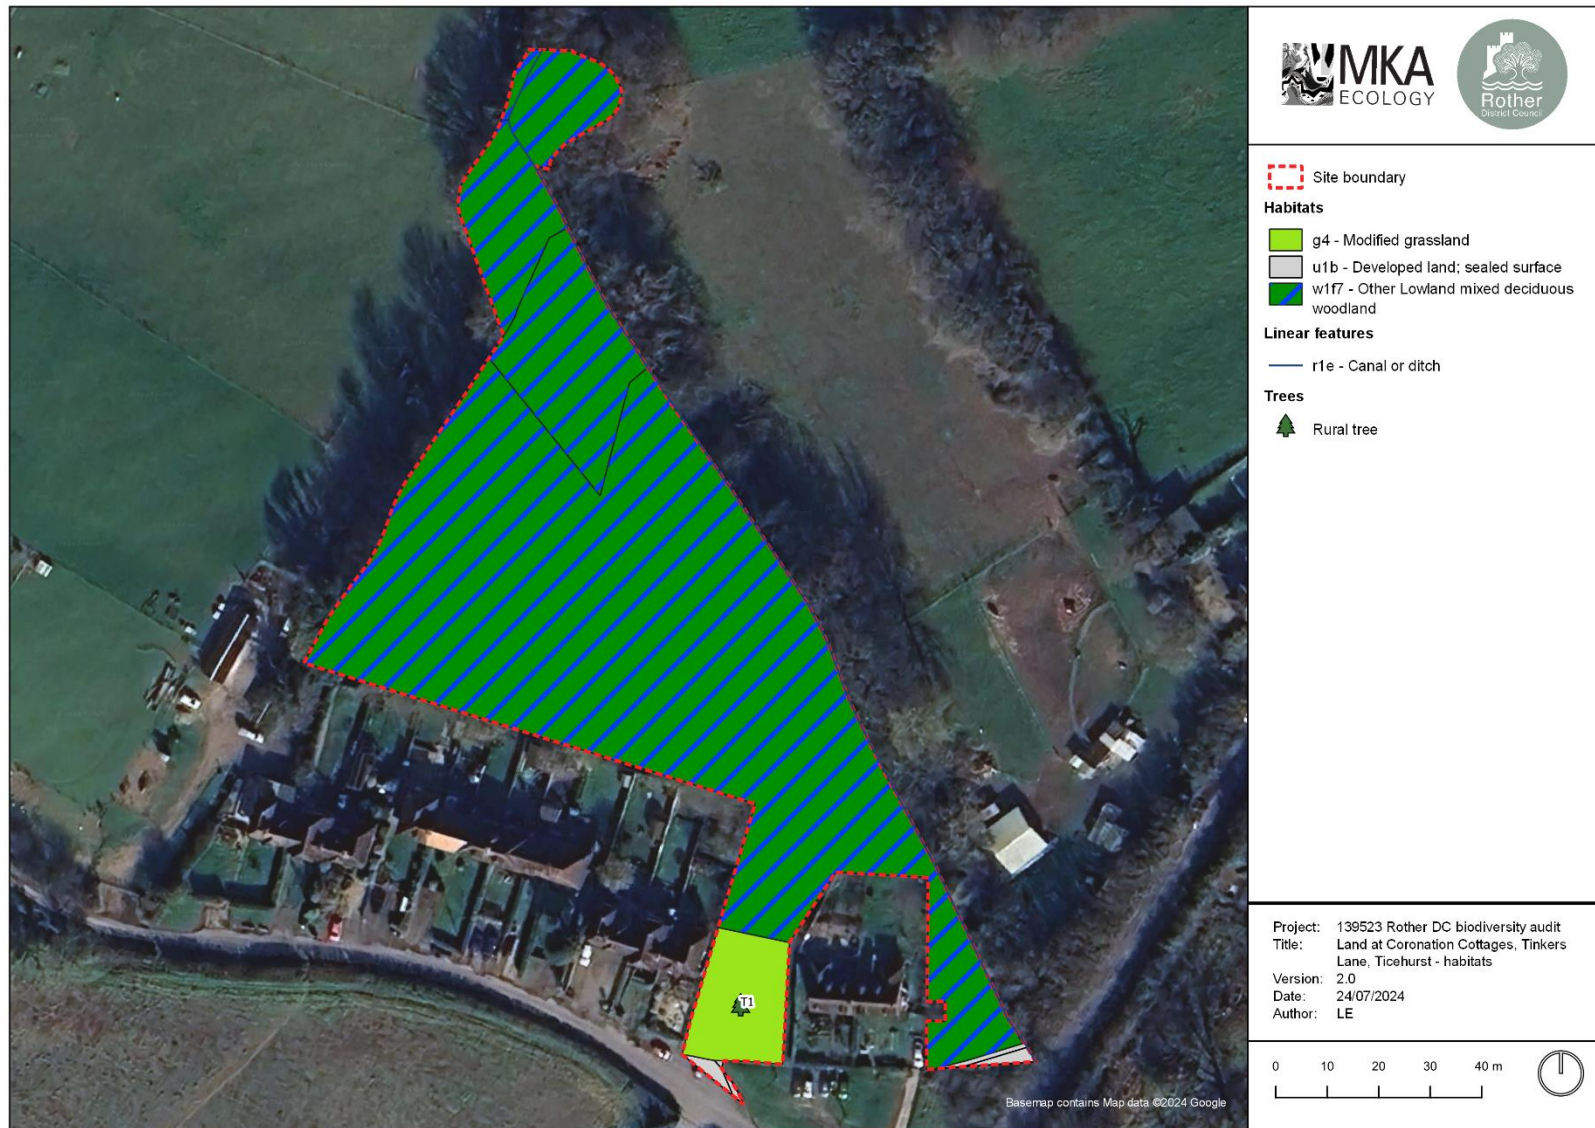 MKA
ECOLOGY
Rother
District Council
Site boundary
Habitats
g4 - Modified grassland
u1b - Developed land; sealed surface
w1f7 - Other Lowland mixed deciduous
woodland
Linear features
r1e - Canal or ditch
Trees
Rural tree
T1
Project: 139523 Rother DC biodiversity audit
Title: Land at Coronation Cottages, Tinkers
Lane, Ticehurst - habitats
Version: 2.0
Date: 24/07/2024
Author: LE
0 10 20 30 40 m
Basemap contains Map data ©2024 Google